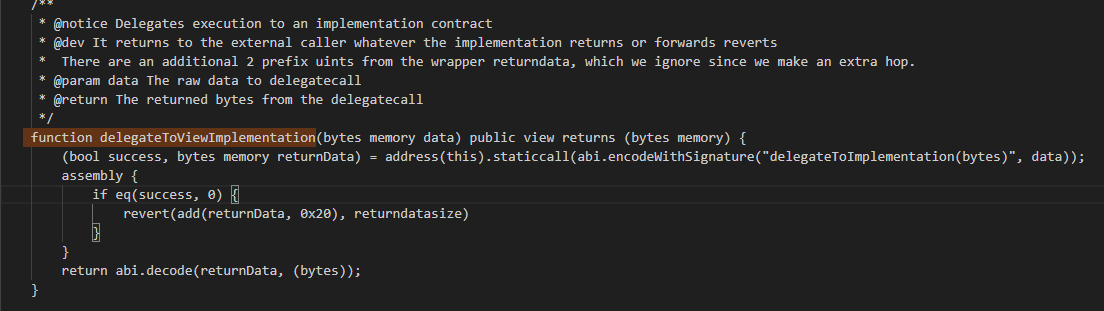 /**
* @notice Delegates execution to an implementation contract
* @dev It returns to the external caller whatever the implementation returns or forwards reverts
*  There are an additional 2 prefix uints from the wrapper returndata, which we ignore since we make an extra hop.
* @param data The raw data to delegatecall
* @return The returned bytes from the delegatecall
*/
function delegateToViewImplementation(bytes memory data) public view returns (bytes memory) {
(bool success, bytes memory returnData) = address(this).staticcall(abi.encodeWithSignature("delegateToImplementation(bytes)", data));
assembly {
if eq(success, 0) {
revert(add(returnData, 0x20), returndatasize)
}
}
return abi.decode(returnData, (bytes));
}